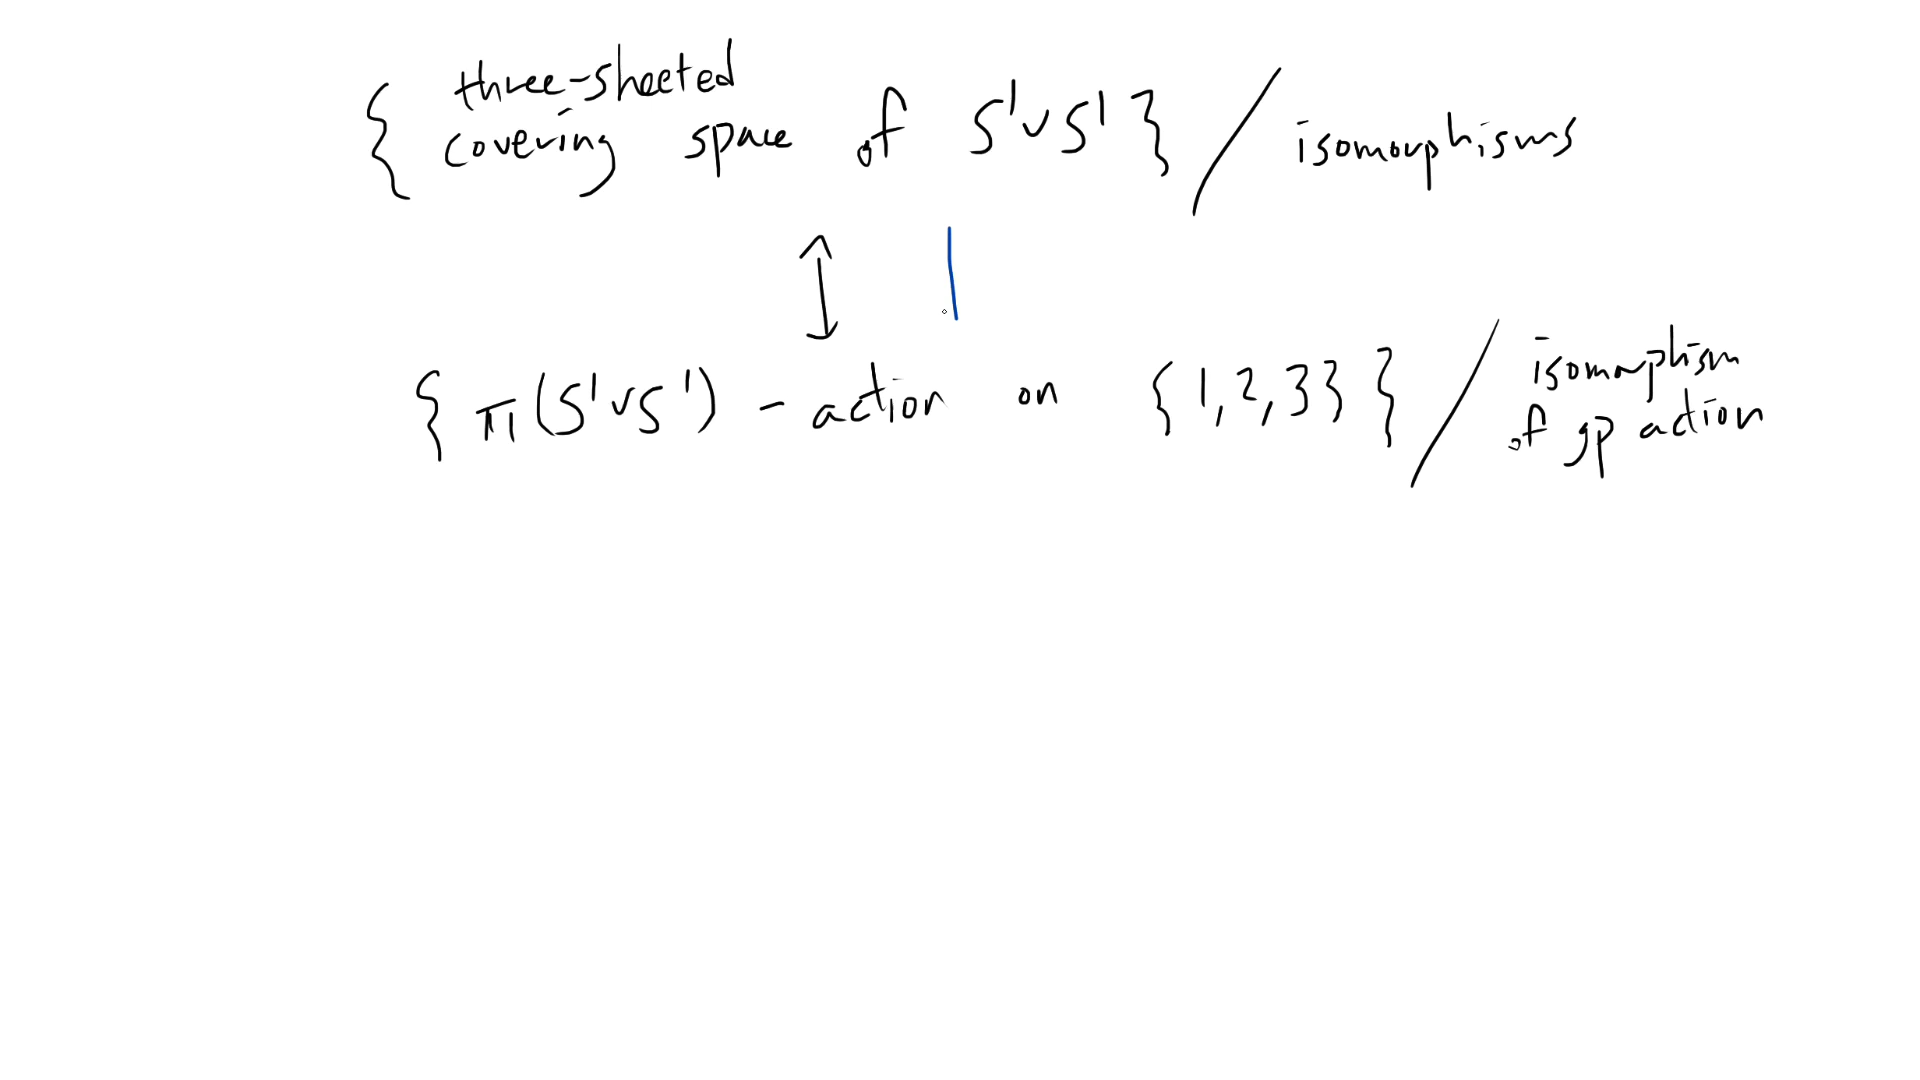 { three-sheeted covering space of S¹∨S¹ } / isomorphisms
↕
{ π(S¹∨S¹) - action on {1,2,3} } / isomorphism of gp action